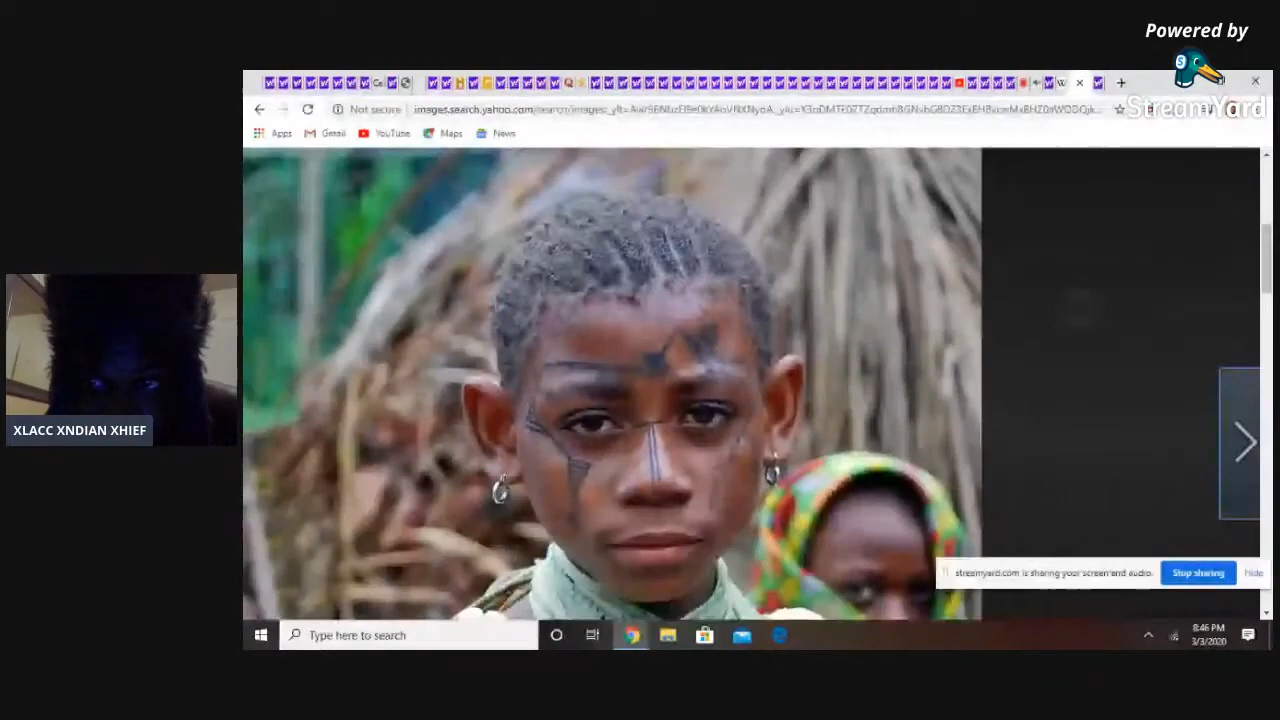 Powered by
StreamYard
Not secure
images.search.yahoo.com
Apps
Gmail
YouTube
Maps
News
XLACC XNDIAN XHIEF
streamyard.com is sharing your screen and audio.
Stop sharing
hide
Type here to search
8:46 PM
3/3/2020